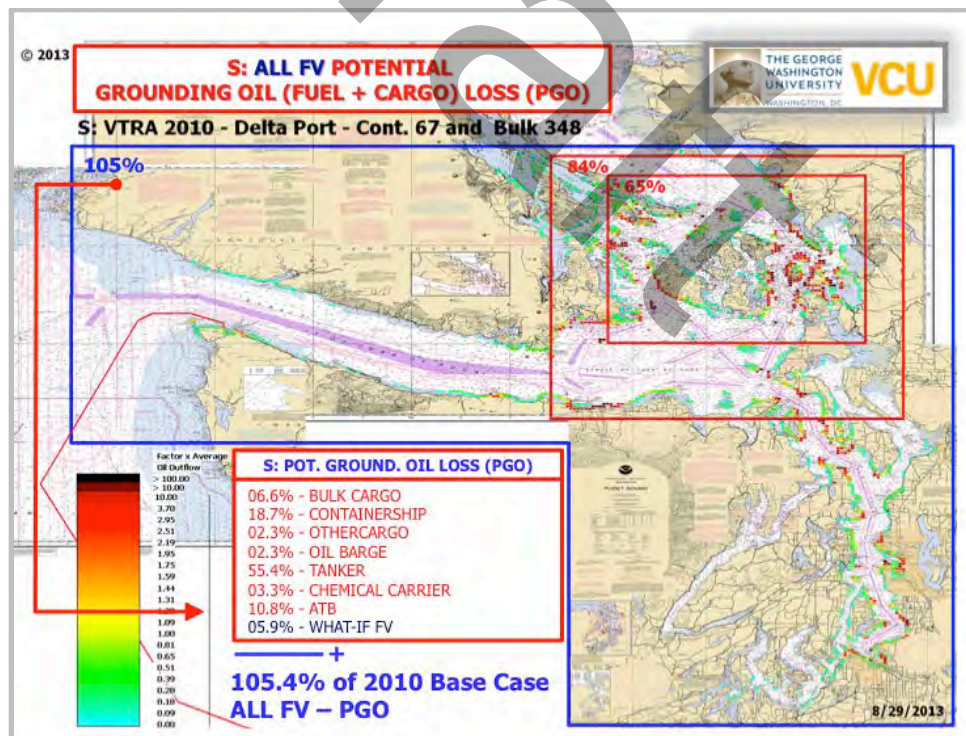 © 2013
S: ALL FV POTENTIAL
GROUNDING OIL (FUEL + CARGO) LOSS (PGO)
THE GEORGE
WASHINGTON
UNIVERSITY
WASHINGTON, DC
VCU
S: VTRA 2010 - Delta Port - Cont. 67 and Bulk 348
105%
84%
65%
Factor x Average
Oil Outflow
> 100.00
> 10.00
10.00
3.70
2.95
2.51
2.19
1.95
1.75
1.59
1.44
1.31
1.20
1.09
1.00
0.81
0.65
0.51
0.39
0.28
0.18
0.09
0.00
S: POT. GROUND. OIL LOSS (PGO)
06.6% - BULK CARGO
18.7% - CONTAINERSHIP
02.3% - OTHERCARGO
02.3% - OIL BARGE
55.4% - TANKER
03.3% - CHEMICAL CARRIER
10.8% - ATB
05.9% - WHAT-IF FV
+
105.4% of 2010 Base Case
ALL FV – PGO
8/29/2013